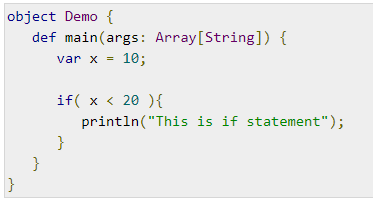 object Demo {
   def main(args: Array[String]) {
      var x = 10;

      if( x < 20 ){
         println("This is if statement");
      }
   }
}